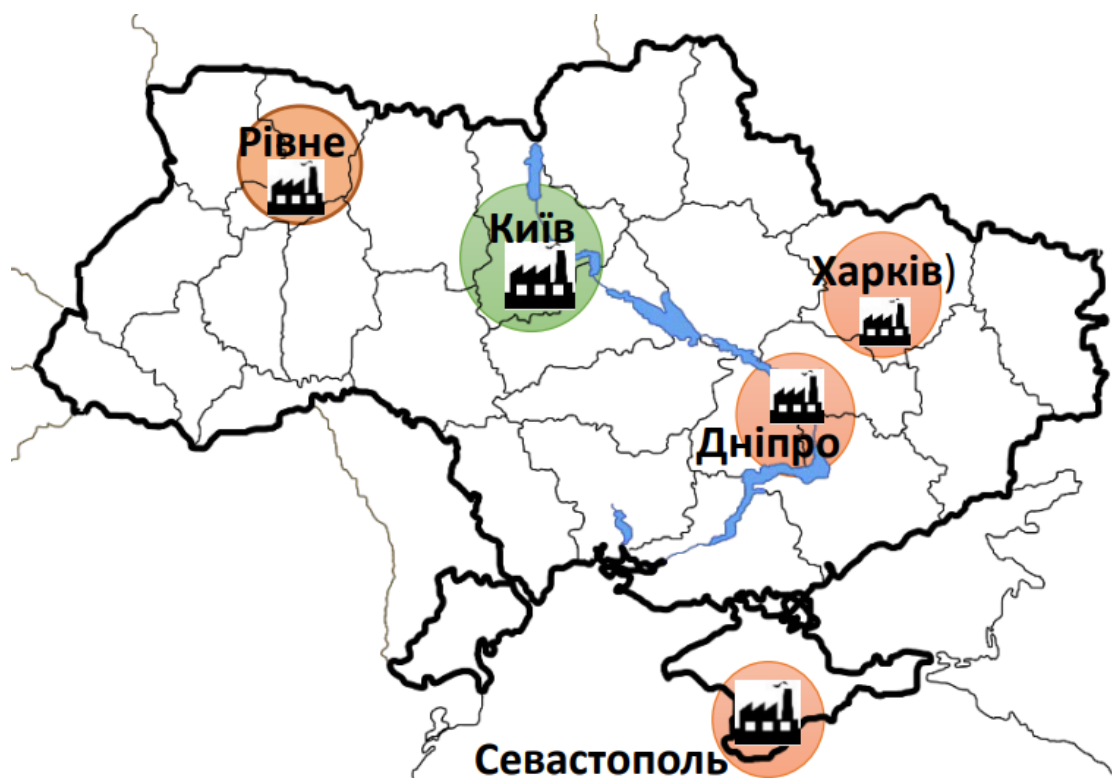 Рівне
Київ
Харків)
Дніпро
Севастополь